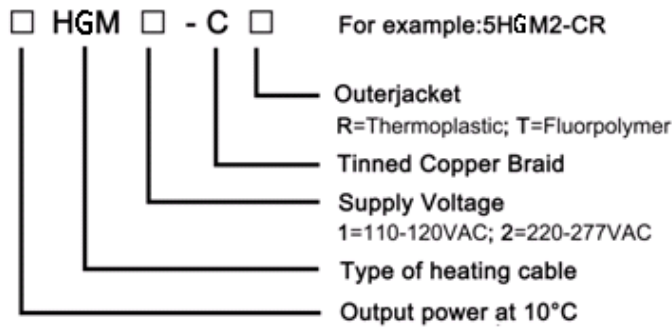 □ HGM □ - C □ For example:5HGM2-CR
Outerjacket
R=Thermoplastic; T=Fluorpolymer
Tinned Copper Braid
Supply Voltage
1=110-120VAC; 2=220-277VAC
Type of heating cable
Output power at 10°C